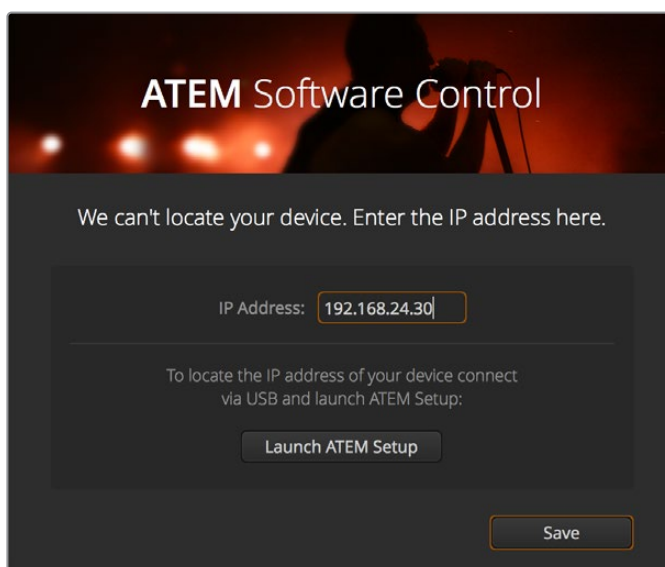 ATEM Software Control
We can't locate your device. Enter the IP address here.
IP Address: 192.168.24.30
To locate the IP address of your device connect
via USB and launch ATEM Setup:
Launch ATEM Setup
Save